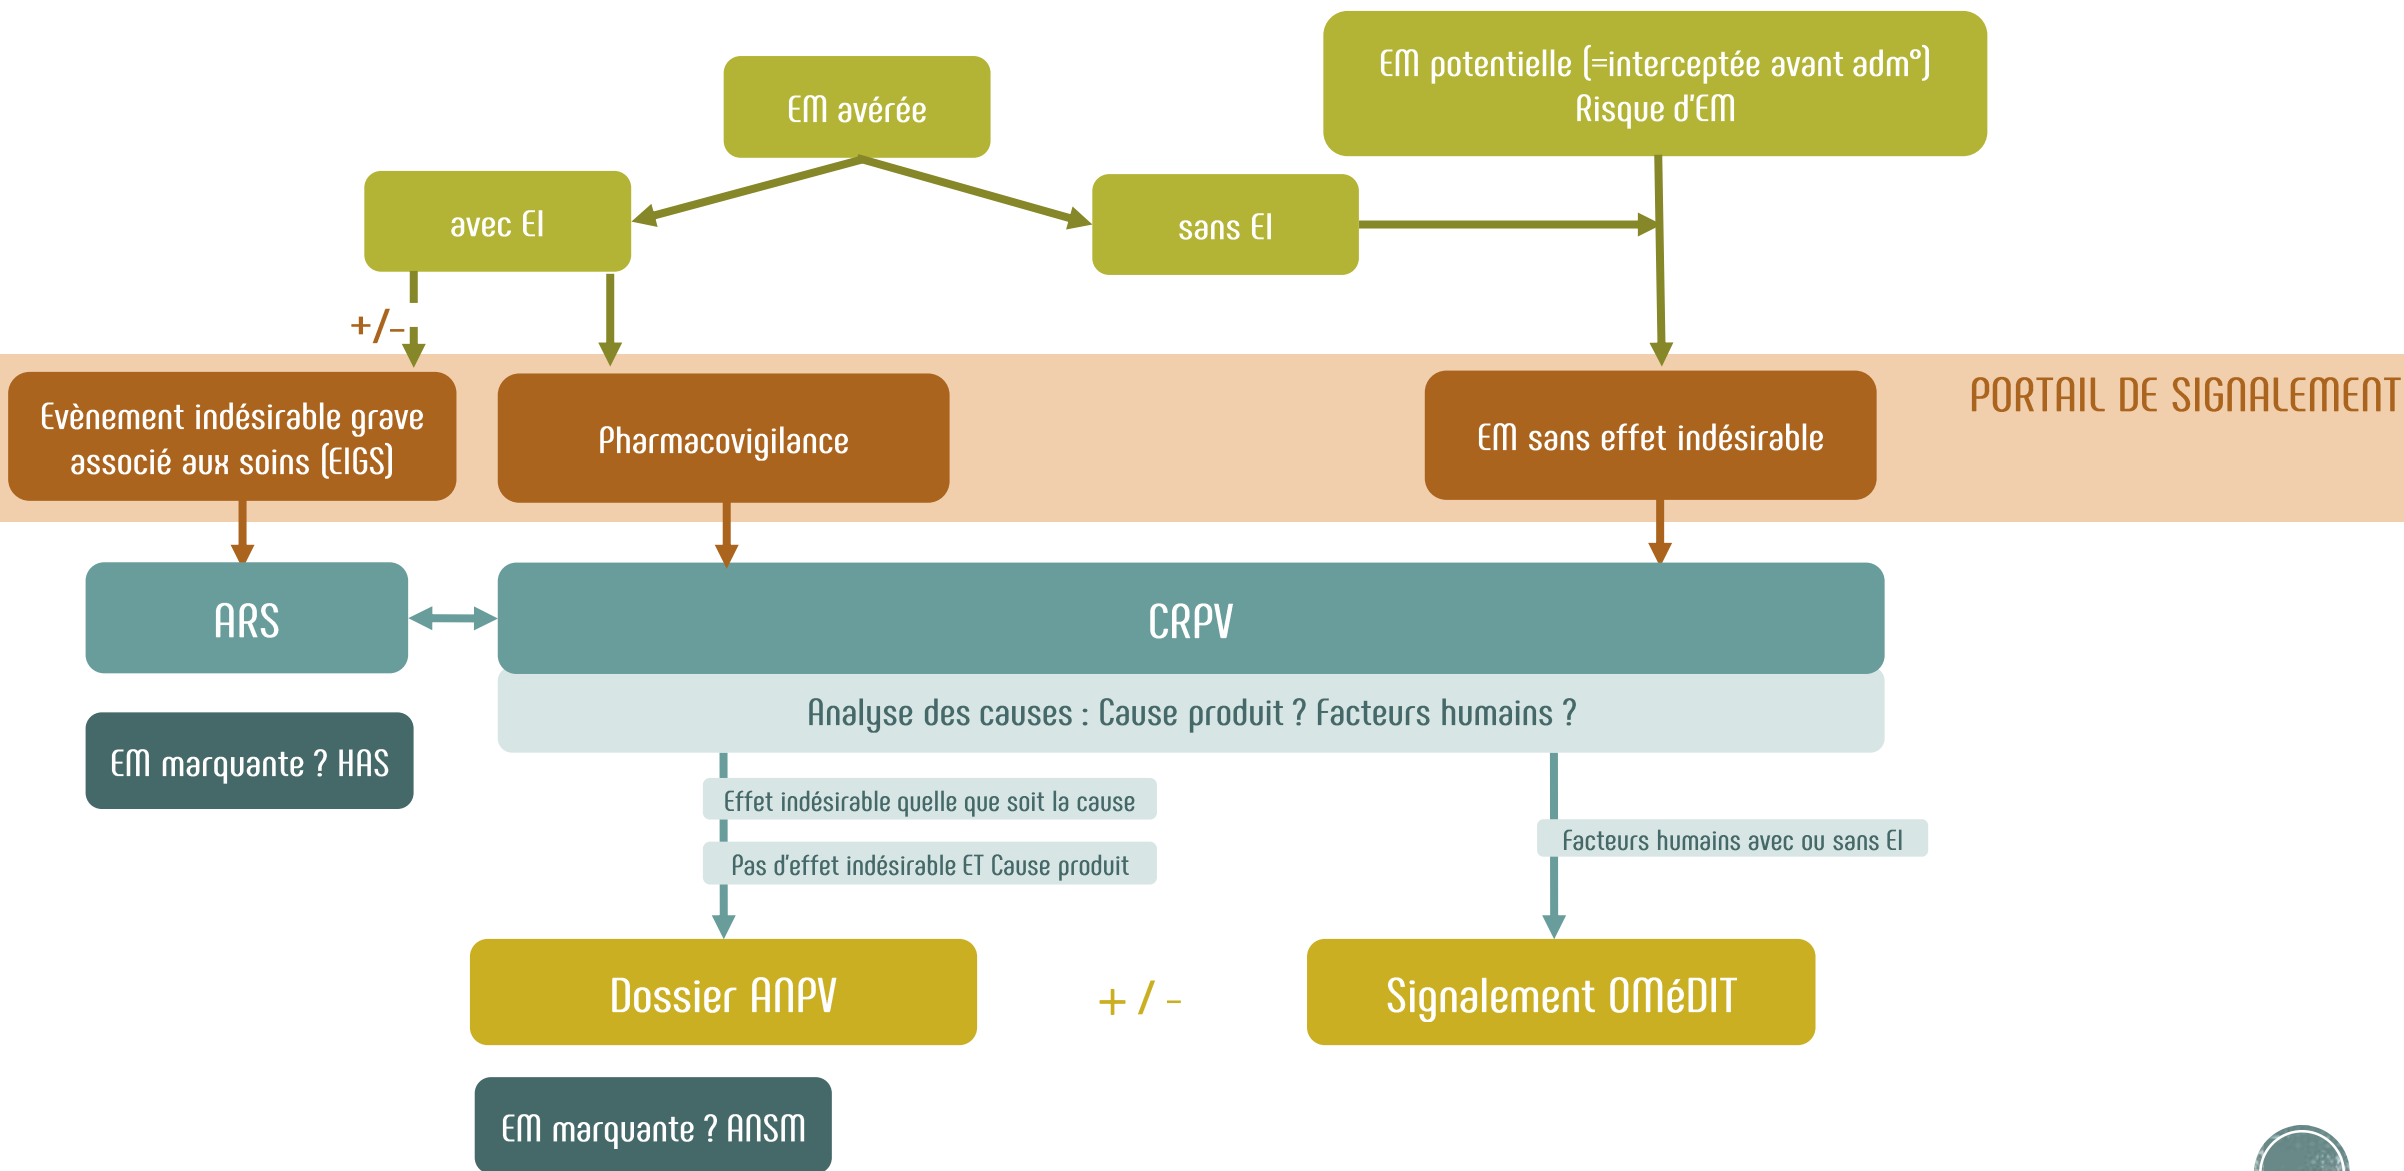 EM potentielle (=interceptée avant adm°)
Risque d'EM
EM avérée
avec EI
sans EI
+/-
PORTAIL DE SIGNALEMENT
Evènement indésirable grave
associé aux soins (EIGS)
Pharmacovigilance
EM sans effet indésirable
ARS
CRPV
Analyse des causes : Cause produit ? Facteurs humains ?
EM marquante ? HAS
Effet indésirable quelle que soit la cause
Pas d'effet indésirable ET Cause produit
Facteurs humains avec ou sans EI
Dossier ANPV
+ / -
Signalement OMéDIT
EM marquante ? ANSM